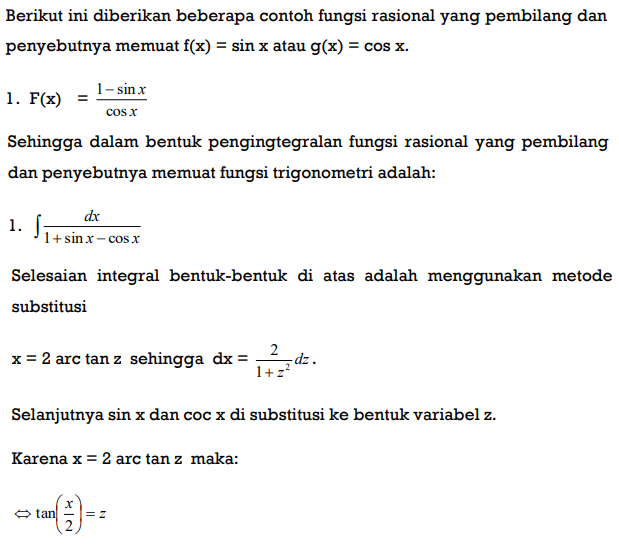 Berikut ini diberikan beberapa contoh fungsi rasional yang pembilang dan
penyebutnya memuat f(x) = sin x atau g(x) = cos x.
1. F(x) = \frac{1 - \sin x}{\cos x}
Sehingga dalam bentuk pengingtegralan fungsi rasional yang pembilang
dan penyebutnya memuat fungsi trigonometri adalah:
1. \int \frac{dx}{1 + \sin x - \cos x}
Selesaian integral bentuk-bentuk di atas adalah menggunakan metode
substitusi
x = 2 arc tan z sehingga dx = \frac{2}{1 + z^2} dz .
Selanjutnya sin x dan coc x di substitusi ke bentuk variabel z.
Karena x = 2 arc tan z maka:
⇔ tan\left(\frac{x}{2}\right) = z